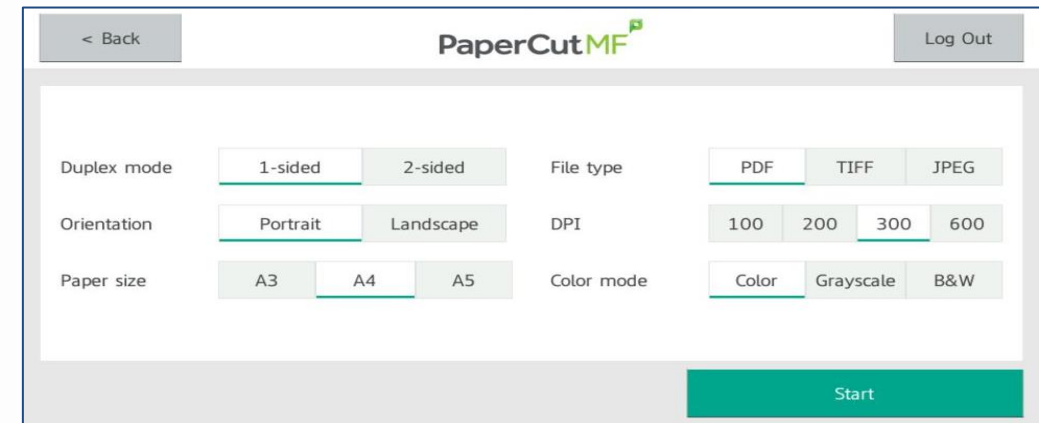 < Back PaperCutMF Log Out
Duplex mode 1-sided 2-sided File type PDF TIFF JPEG
Orientation Portrait Landscape DPI 100 200 300 600
Paper size A3 A4 A5 Color mode Color Grayscale B&W
Start